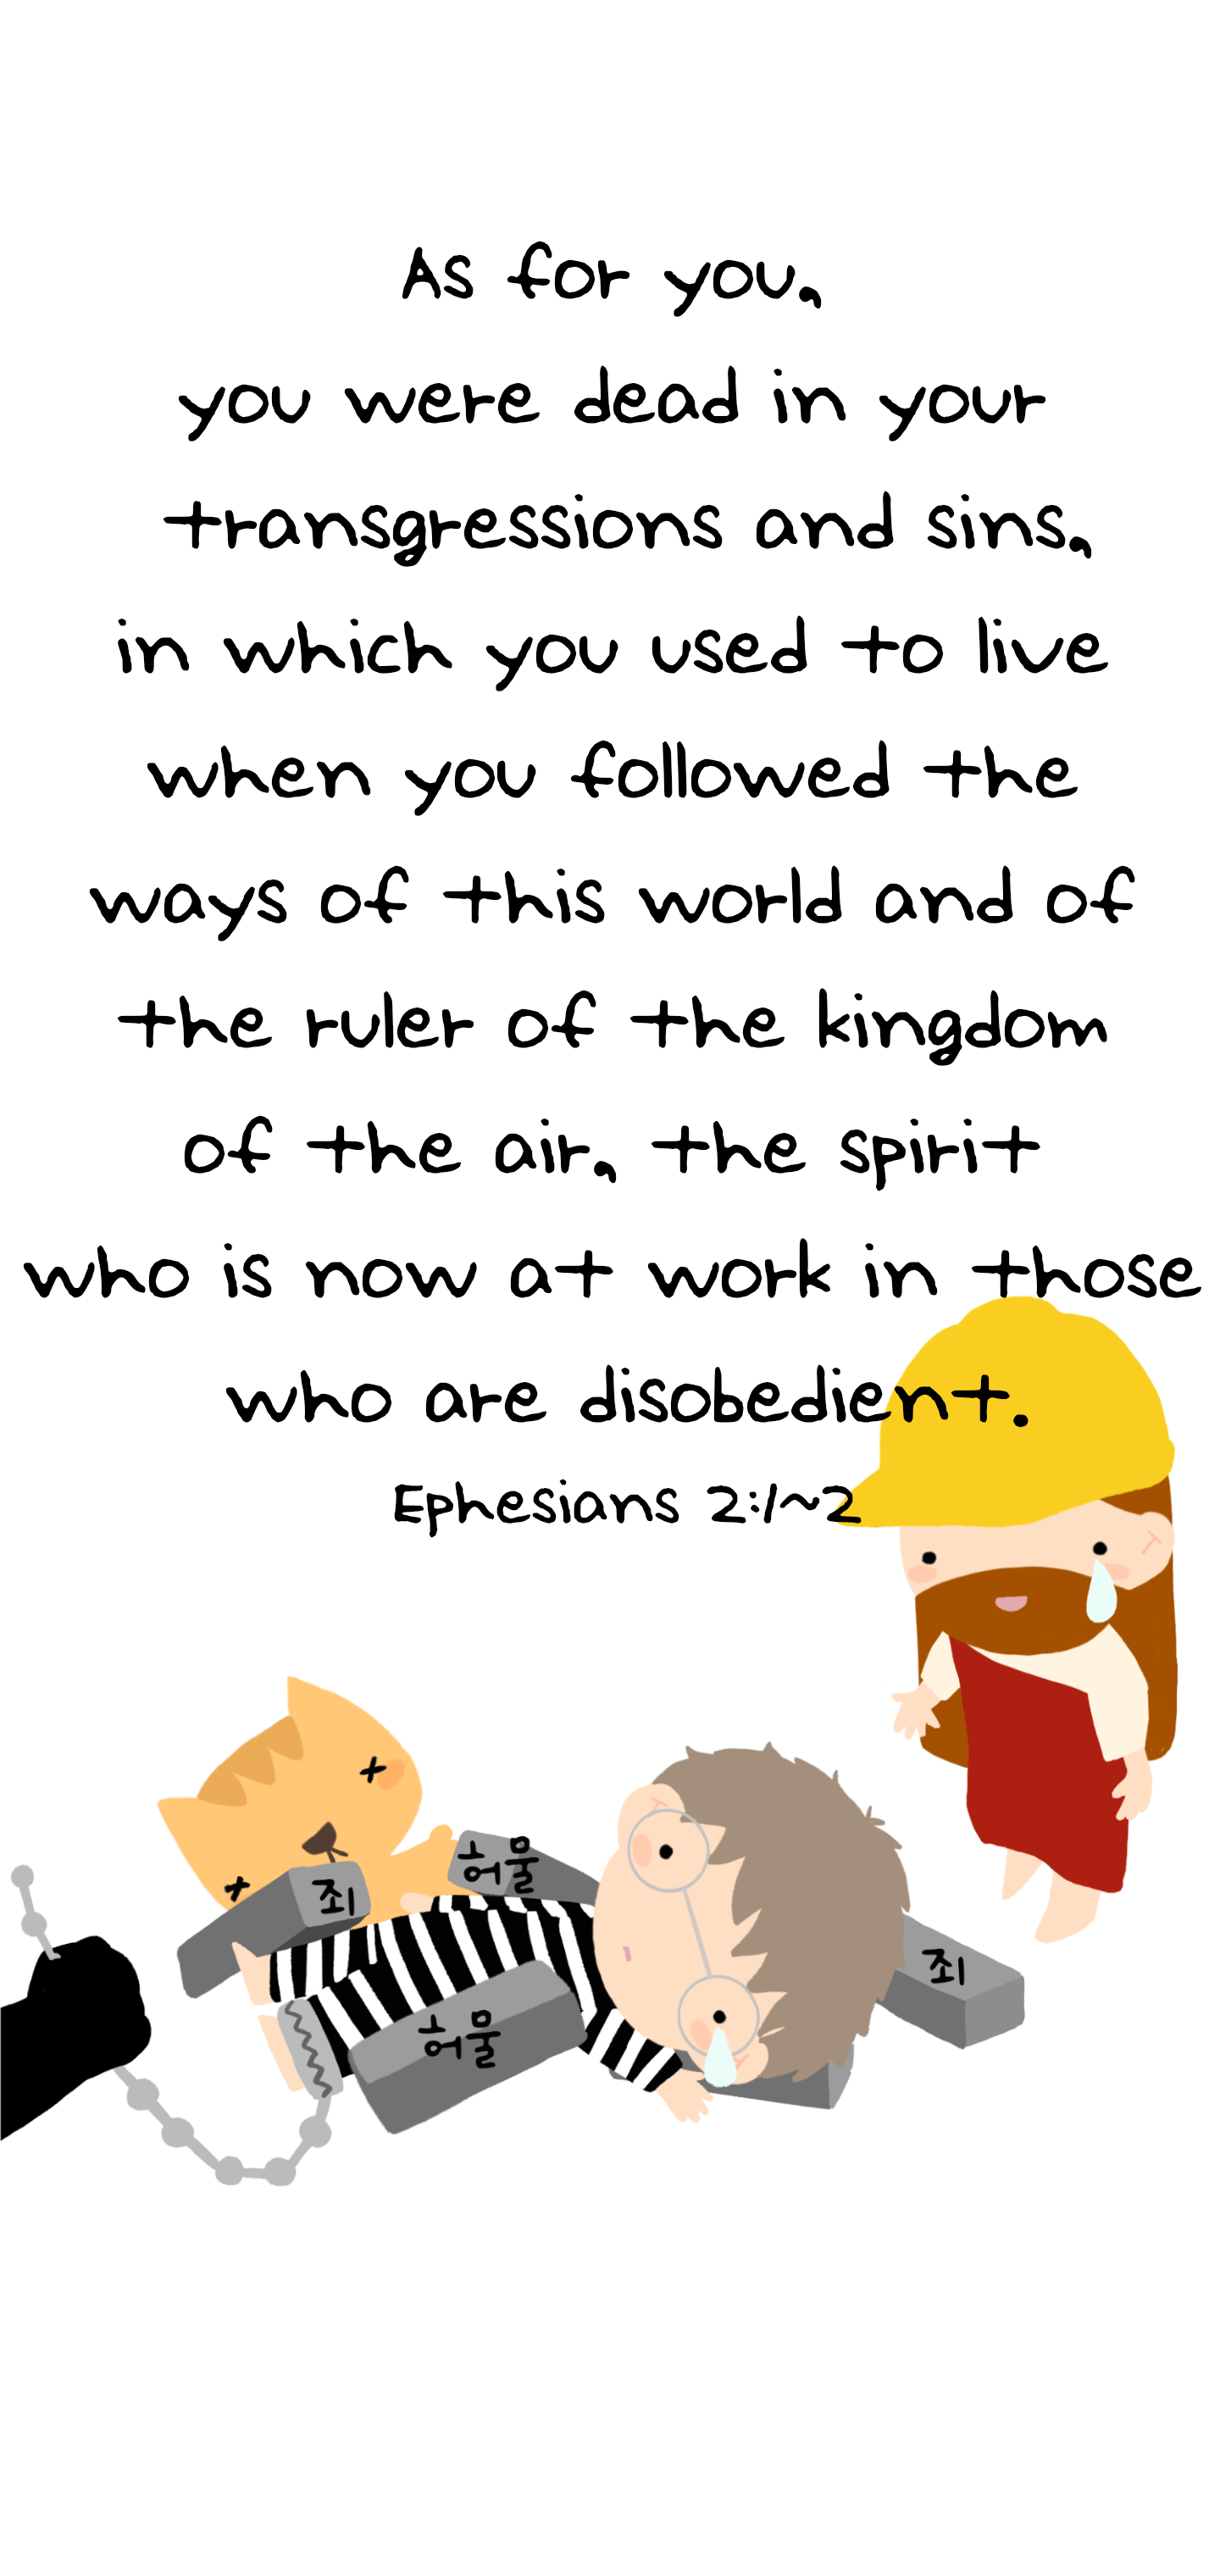 As for you,
you were dead in your
transgressions and sins,
in which you used to live
when you followed the
ways of this world and of
the ruler of the kingdom
of the air, the spirit
who is now at work in those
who are disobedient.
Ephesians 2:1~2
허물
죄
죄
허물